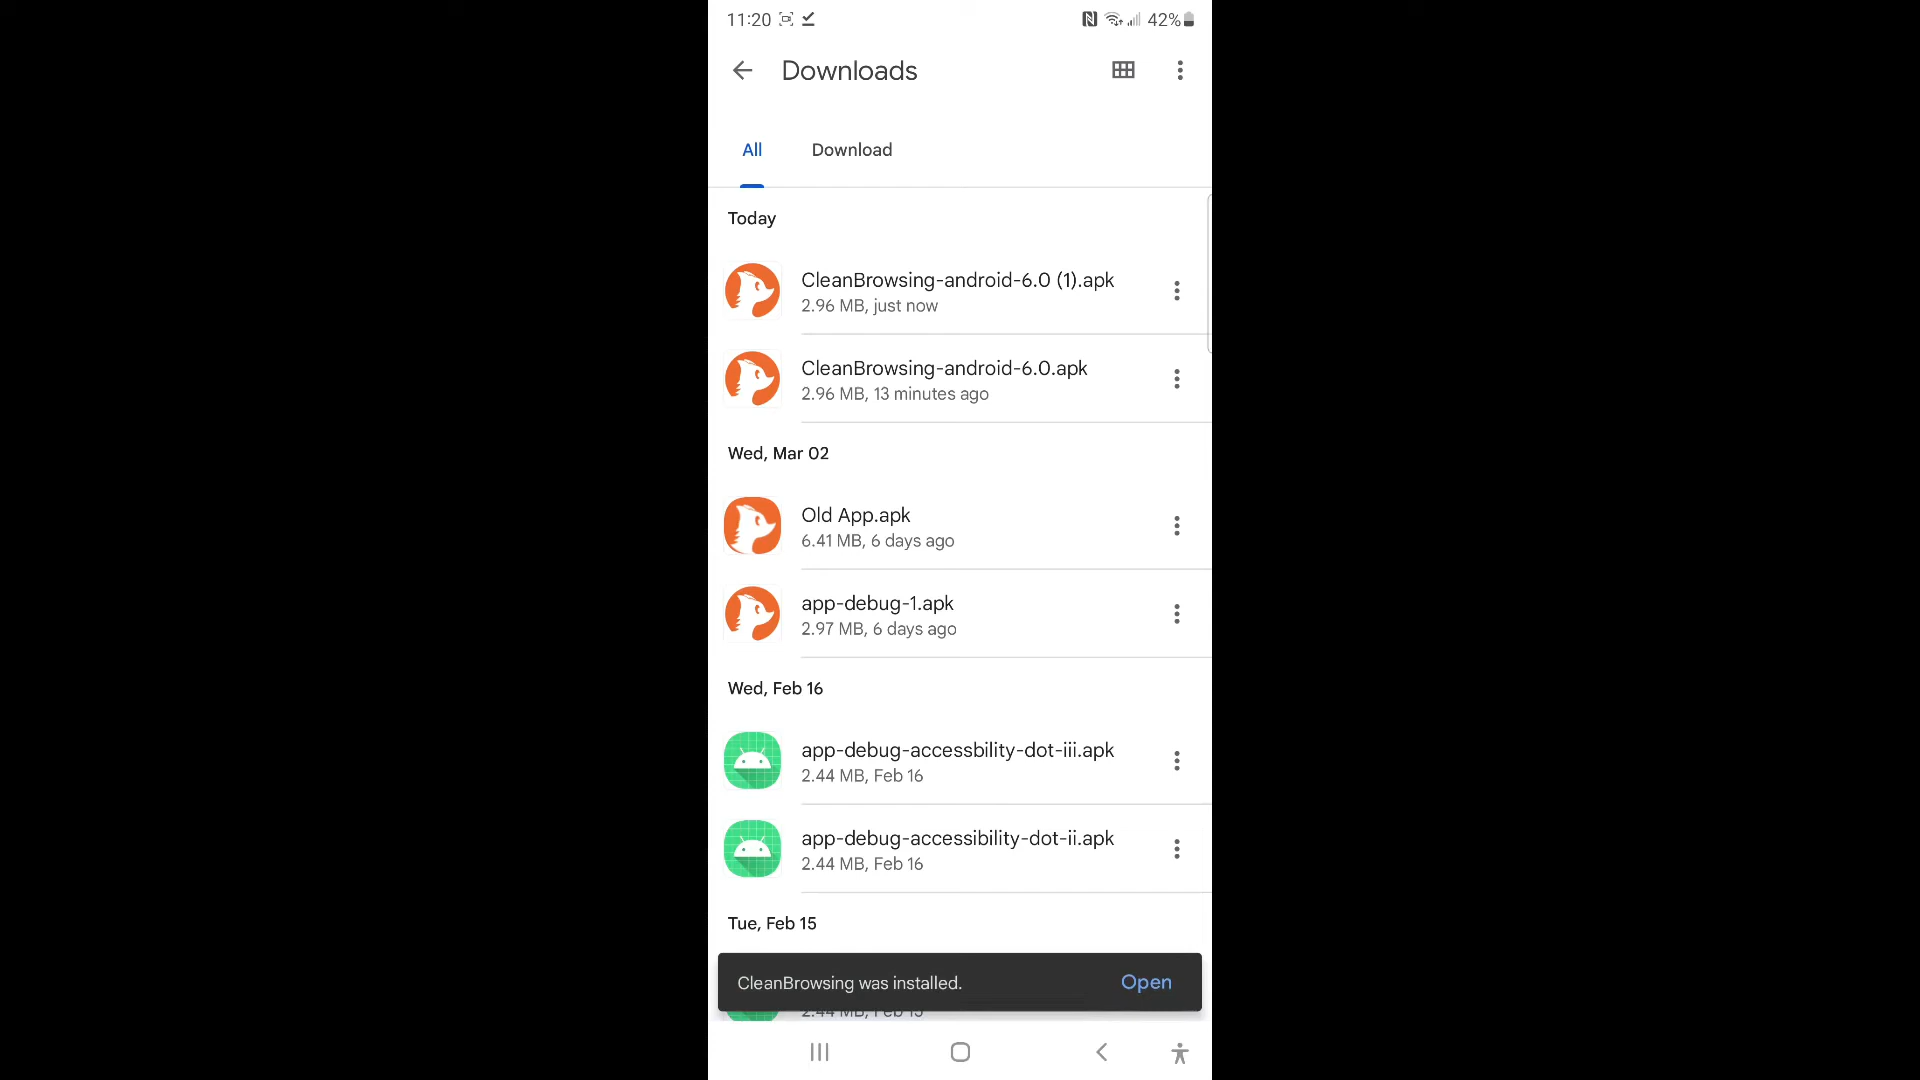 11:20
42%
Downloads
All
Download
Today
CleanBrowsing-android-6.0 (1).apk
2.96 MB, just now
CleanBrowsing-android-6.0.apk
2.96 MB, 13 minutes ago
Wed, Mar 02
Old App.apk
6.41 MB, 6 days ago
app-debug-1.apk
2.97 MB, 6 days ago
Wed, Feb 16
app-debug-accessbility-dot-iii.apk
2.44 MB, Feb 16
app-debug-accessibility-dot-ii.apk
2.44 MB, Feb 16
Tue, Feb 15
CleanBrowsing was installed.
Open
2.44 MB, Feb 15